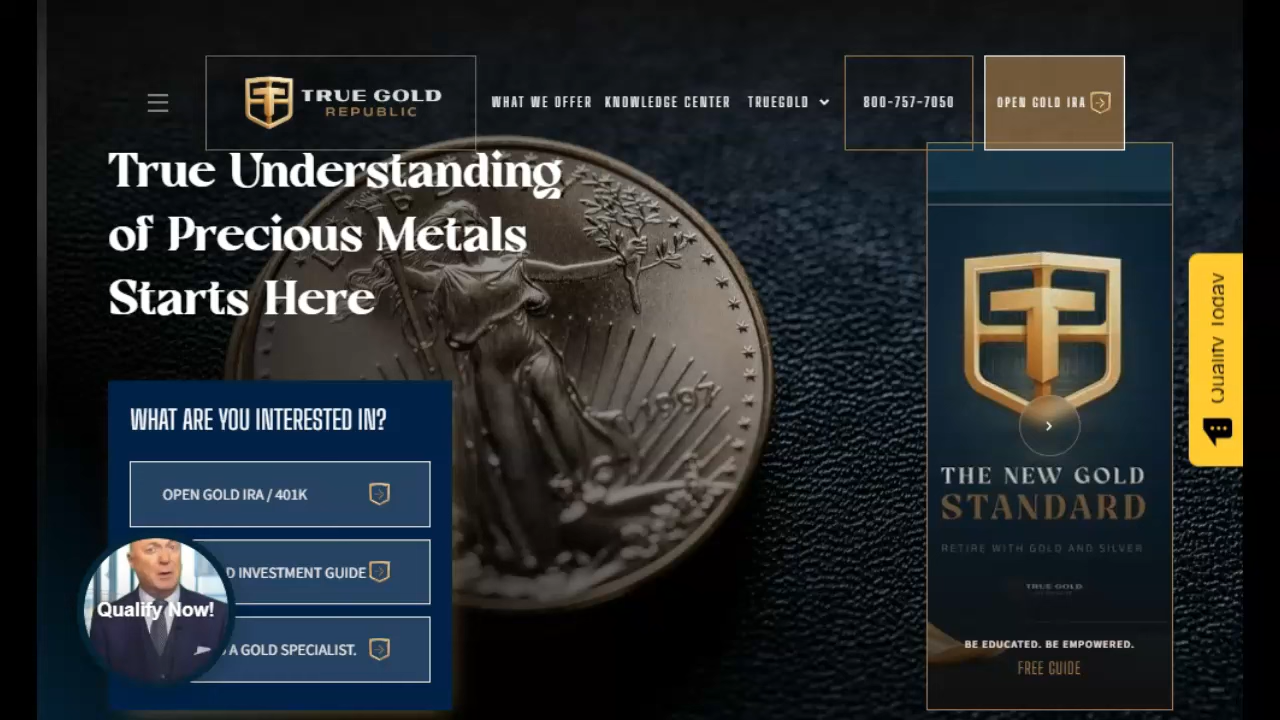 TRUE GOLD
REPUBLIC
WHAT WE OFFER
KNOWLEDGE CENTER
TRUEGOLD
800-757-7050
OPEN GOLD IRA
True Understanding
of Precious Metals
Starts Here
1997
WHAT ARE YOU INTERESTED IN?
OPEN GOLD IRA / 401K
D INVESTMENT GUIDE
A GOLD SPECIALIST.
Qualify Now!
THE NEW GOLD
STANDARD
RETIRE WITH GOLD AND SILVER
TRUE GOLD
BE EDUCATED. BE EMPOWERED.
FREE GUIDE
Qualify Today